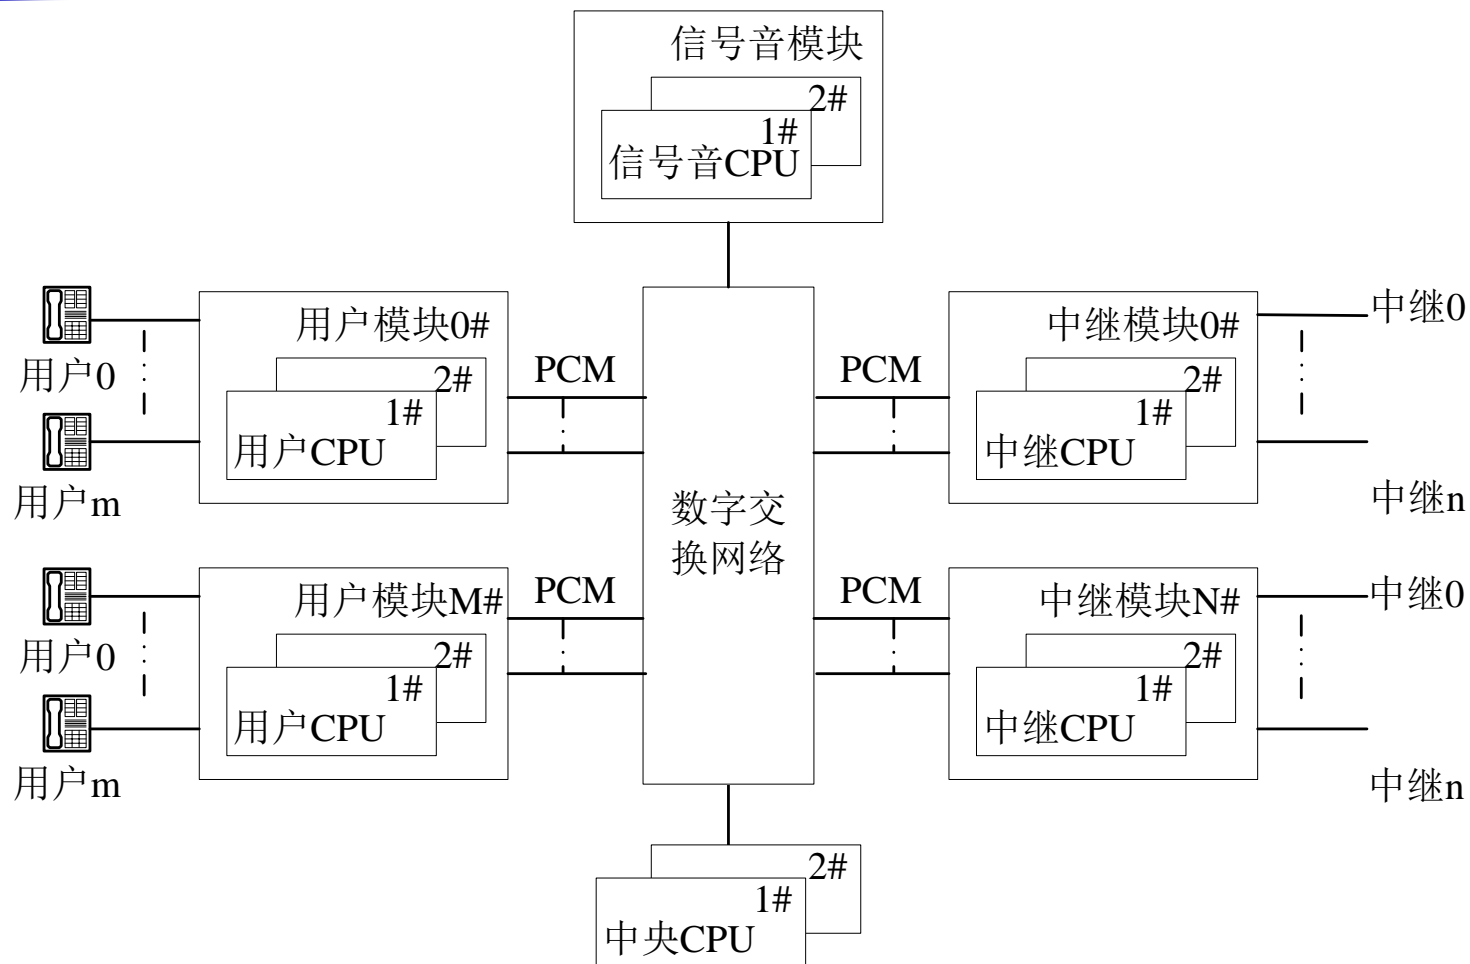 信号音模块
2#
1#
信号音CPU
用户0
用户m
用户模块0#
2#
1#
用户CPU
PCM
PCM
中继模块0#
2#
1#
中继CPU
中继0
中继n
数字交
换网络
用户0
用户m
用户模块M#
2#
1#
用户CPU
PCM
PCM
中继模块N#
2#
1#
中继CPU
中继0
中继n
2#
1#
中央CPU